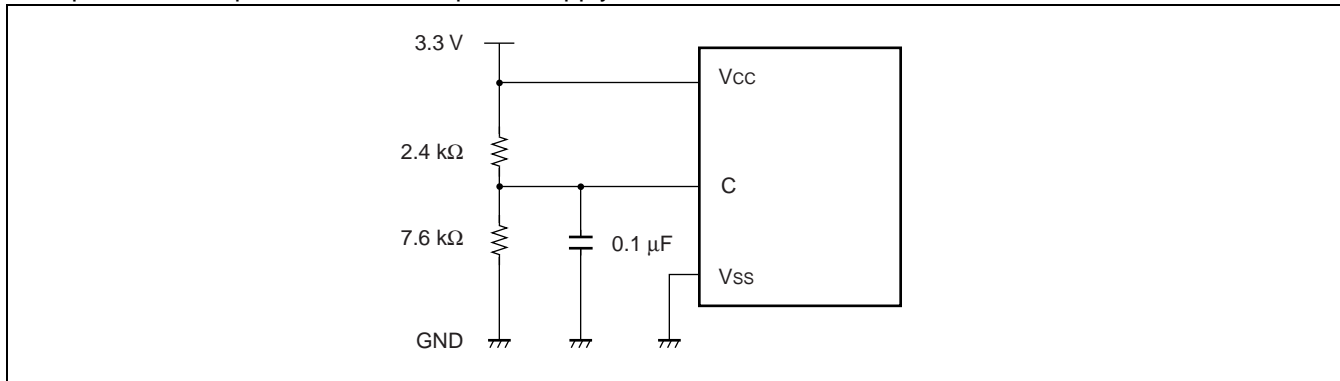 3.3 V
Vcc
2.4 kΩ
C
7.6 kΩ
0.1 μF
Vss
GND